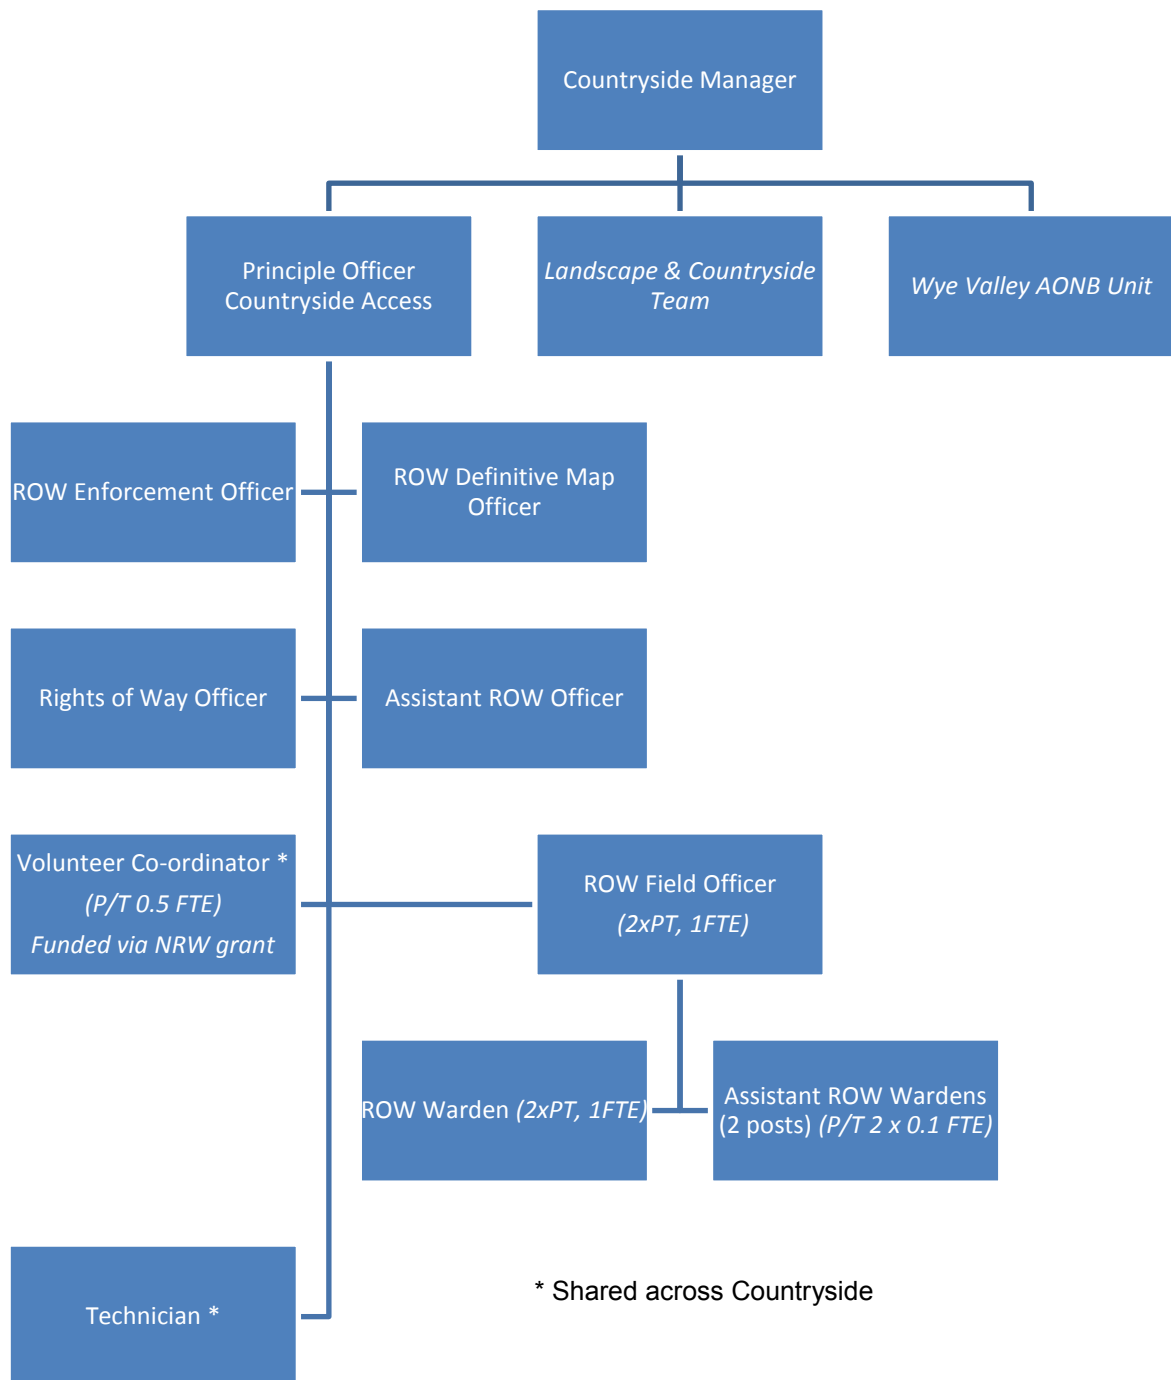 Countryside Manager
Principle Officer
Countryside Access
Landscape & Countryside
Team
Wye Valley AONB Unit
ROW Enforcement Officer
ROW Definitive Map
Officer
Rights of Way Officer
Assistant ROW Officer
Volunteer Co-ordinator *
(P/T 0.5 FTE)
Funded via NRW grant
ROW Field Officer
(2xPT, 1FTE)
ROW Warden (2xPT, 1FTE)
Assistant ROW Wardens
(2 posts) (P/T 2 x 0.1 FTE)
Technician *
* Shared across Countryside